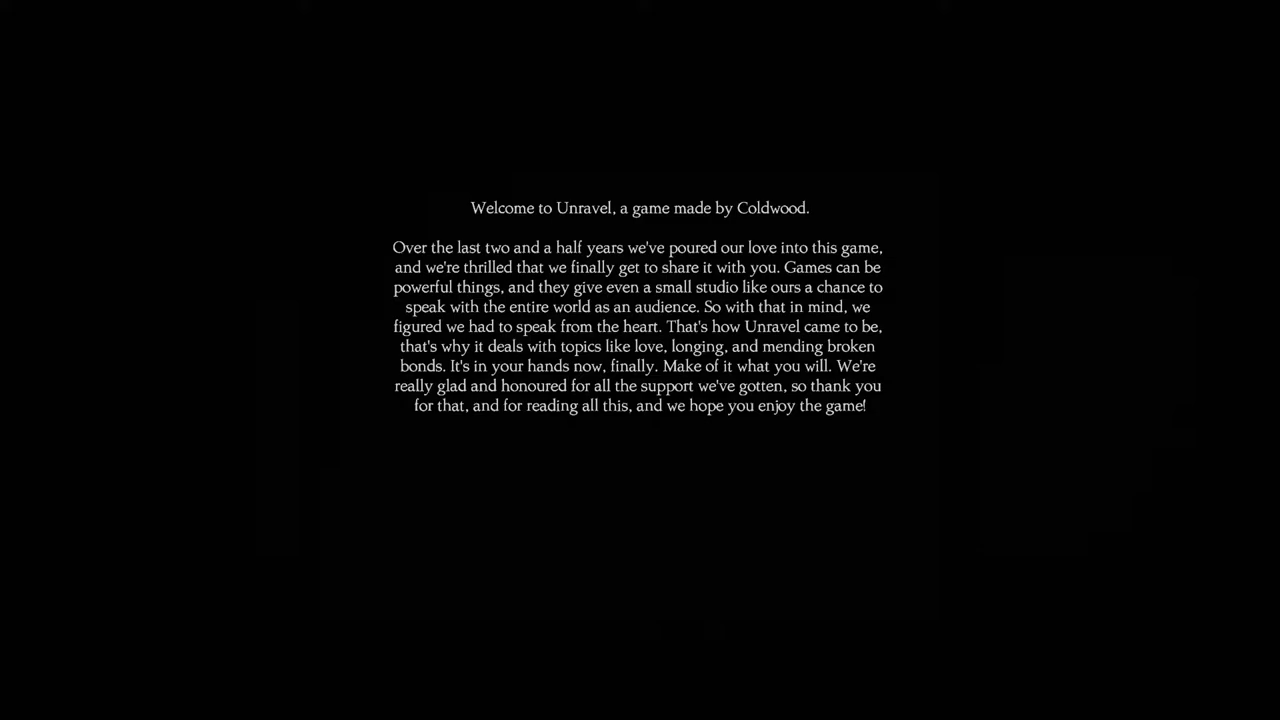 Welcome to Unravel, a game made by Coldwood.
Over the last two and a half years we've poured our love into this game,
and we're thrilled that we finally get to share it with you. Games can be
powerful things, and they give even a small studio like ours a chance to
speak with the entire world as an audience. So with that in mind, we
figured we had to speak from the heart. That's how Unravel came to be,
that's why it deals with topics like love, longing, and mending broken
bonds. It's in your hands now, finally. Make of it what you will. We're
really glad and honoured for all the support we've gotten, so thank you
for that, and for reading all this, and we hope you enjoy the game!